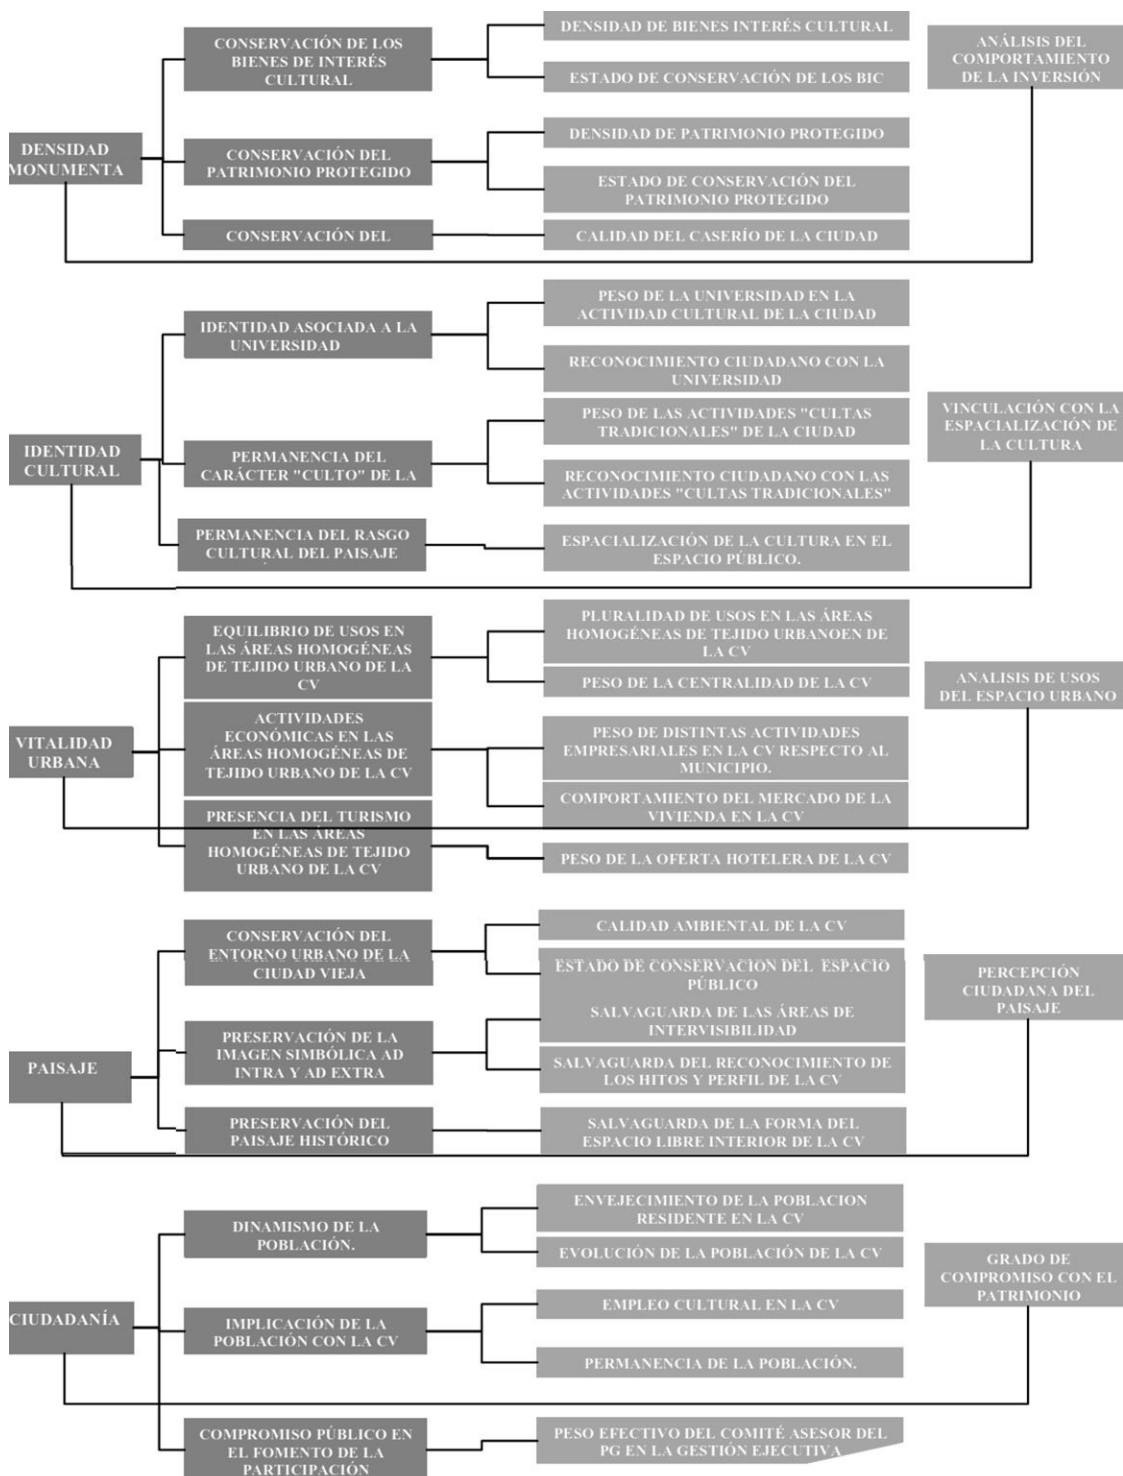 CONSERVACIÓN DE LOS
BIENES DE INTERÉS
CULTURAL
DENSIDAD DE BIENES INTERÉS CULTURAL
ESTADO DE CONSERVACIÓN DE LOS BIC
ANÁLISIS DEL
COMPORTAMIENTO
DE LA INVERSIÓN
DENSIDAD
MONUMENTA
CONSERVACIÓN DEL
PATRIMONIO PROTEGIDO
DENSIDAD DE PATRIMONIO PROTEGIDO
ESTADO DE CONSERVACIÓN DEL
PATRIMONIO PROTEGIDO
CONSERVACIÓN DEL
CALIDAD DEL CASERÍO DE LA CIUDAD
IDENTIDAD ASOCIADA A LA
UNIVERSIDAD
PESO DE LA UNIVERSIDAD EN LA
ACTIVIDAD CULTURAL DE LA CIUDAD
RECONOCIMIENTO CIUDADANO CON LA
UNIVERSIDAD
VINCULACIÓN CON LA
ESPACIALIZACIÓN DE
LA CULTURA
IDENTIDAD
CULTURAL
PERMANENCIA DEL
CARÁCTER "CULTO" DE LA
PESO DE LAS ACTIVIDADES "CULTAS
TRADICIONALES" DE LA CIUDAD
RECONOCIMIENTO CIUDADANO CON LAS
ACTIVIDADES "CULTAS TRADICIONALES"
PERMANENCIA DEL RASGO
CULTURAL DEL PAISAJE
ESPACIALIZACIÓN DE LA CULTURA EN EL
ESPACIO PÚBLICO.
EQUILIBRIO DE USOS EN
LAS ÁREAS HOMOGÉNEAS
DE TEJIDO URBANO DE LA
CV
PLURALIDAD DE USOS EN LAS ÁREAS
HOMOGÉNEAS DE TEJIDO URBANOEN DE
LA CV
PESO DE LA CENTRALIDAD DE LA CV
ANALISIS DE USOS
DEL ESPACIO URBANO
VITALIDAD
URBANA
ACTIVIDADES
ECONÓMICAS EN LAS
ÁREAS HOMOGÉNEAS DE
TEJIDO URBANO DE LA CV
PESO DE DISTINTAS ACTIVIDADES
EMPRESARIALES EN LA CV RESPECTO AL
MUNICIPIO.
COMPORTAMIENTO DEL MERCADO DE LA
VIVIENDA EN LA CV
PRESENCIA DEL TURISMO
EN LAS ÁREAS
HOMOGÉNEAS DE TEJIDO
URBANO DE LA CV
PESO DE LA OFERTA HOTELERA DE LA CV
CONSERVACIÓN DEL
ENTORNO URBANO DE LA
CIUDAD VIEJA
CALIDAD AMBIENTAL DE LA CV
ESTADO DE CONSERVACION DEL ESPACIO
PÚBLICO
PERCEPCIÓN
CIUDADANA DEL
PAISAJE
PAISAJE
PRESERVACIÓN DE LA
IMAGEN SIMBÓLICA AD
INTRA Y AD EXTRA
SALVAGUARDA DE LAS ÁREAS DE
INTERVISIBILIDAD
SALVAGUARDA DEL RECONOCIMIENTO DE
LOS HITOS Y PERFIL DE LA CV
PRESERVACIÓN DEL
PAISAJE HISTÓRICO
SALVAGUARDA DE LA FORMA DEL
ESPACIO LIBRE INTERIOR DE LA CV
DINAMISMO DE LA
POBLACIÓN.
ENVEJECIMIENTO DE LA POBLACION
RESIDENTE EN LA CV
EVOLUCIÓN DE LA POBLACIÓN DE LA CV
GRADO DE
COMPROMISO CON EL
PATRIMONIO
CIUDADANÍA
IMPLICACIÓN DE LA
POBLACIÓN CON LA CV
EMPLEO CULTURAL EN LA CV
PERMANENCIA DE LA POBLACIÓN.
COMPROMISO PÚBLICO EN
EL FOMENTO DE LA
PARTICIPACIÓN
PESO EFECTIVO DEL COMITÉ ASESOR DEL
PG EN LA GESTIÓN EJECUTIVA